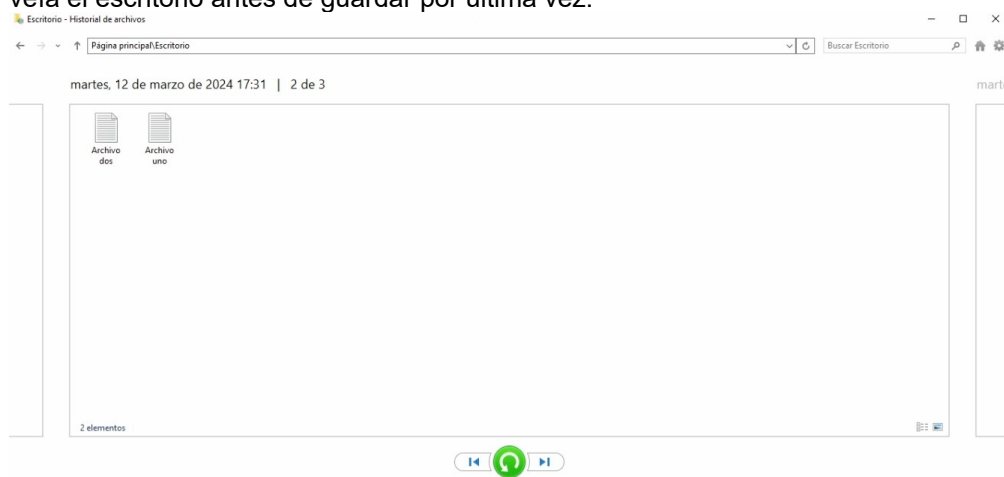 vería el escritorio antes de guardar por última vez.
Escritorio - Historial de archivos
Página principal\Escritorio
Buscar Escritorio
martes, 12 de marzo de 2024 17:31 | 2 de 3
mart
Archivo dos
Archivo uno
2 elementos